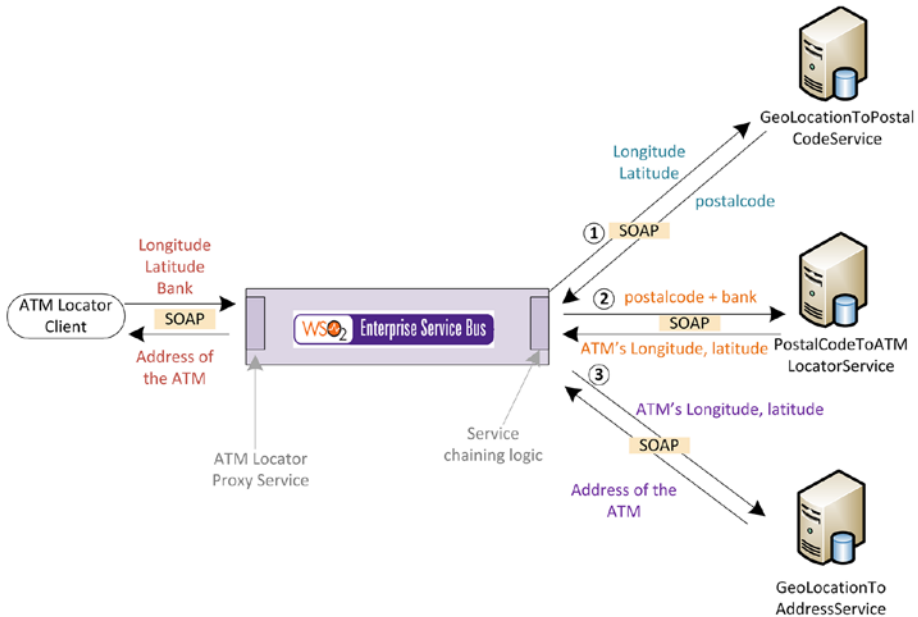 GeoLocationToPostal
CodeService
Longitude
Latitude
postalcode
1
SOAP
Longitude
Latitude
Bank
ATM Locator
Client
SOAP
Address of
the ATM
WSO2 Enterprise Service Bus
2
postalcode + bank
SOAP
ATM's Longitude, latitude
PostalCodeToATM
LocatorService
3
ATM's Longitude, latitude
SOAP
Address of the
ATM
Service
chaining logic
ATM Locator
Proxy Service
GeoLocationTo
AddressService